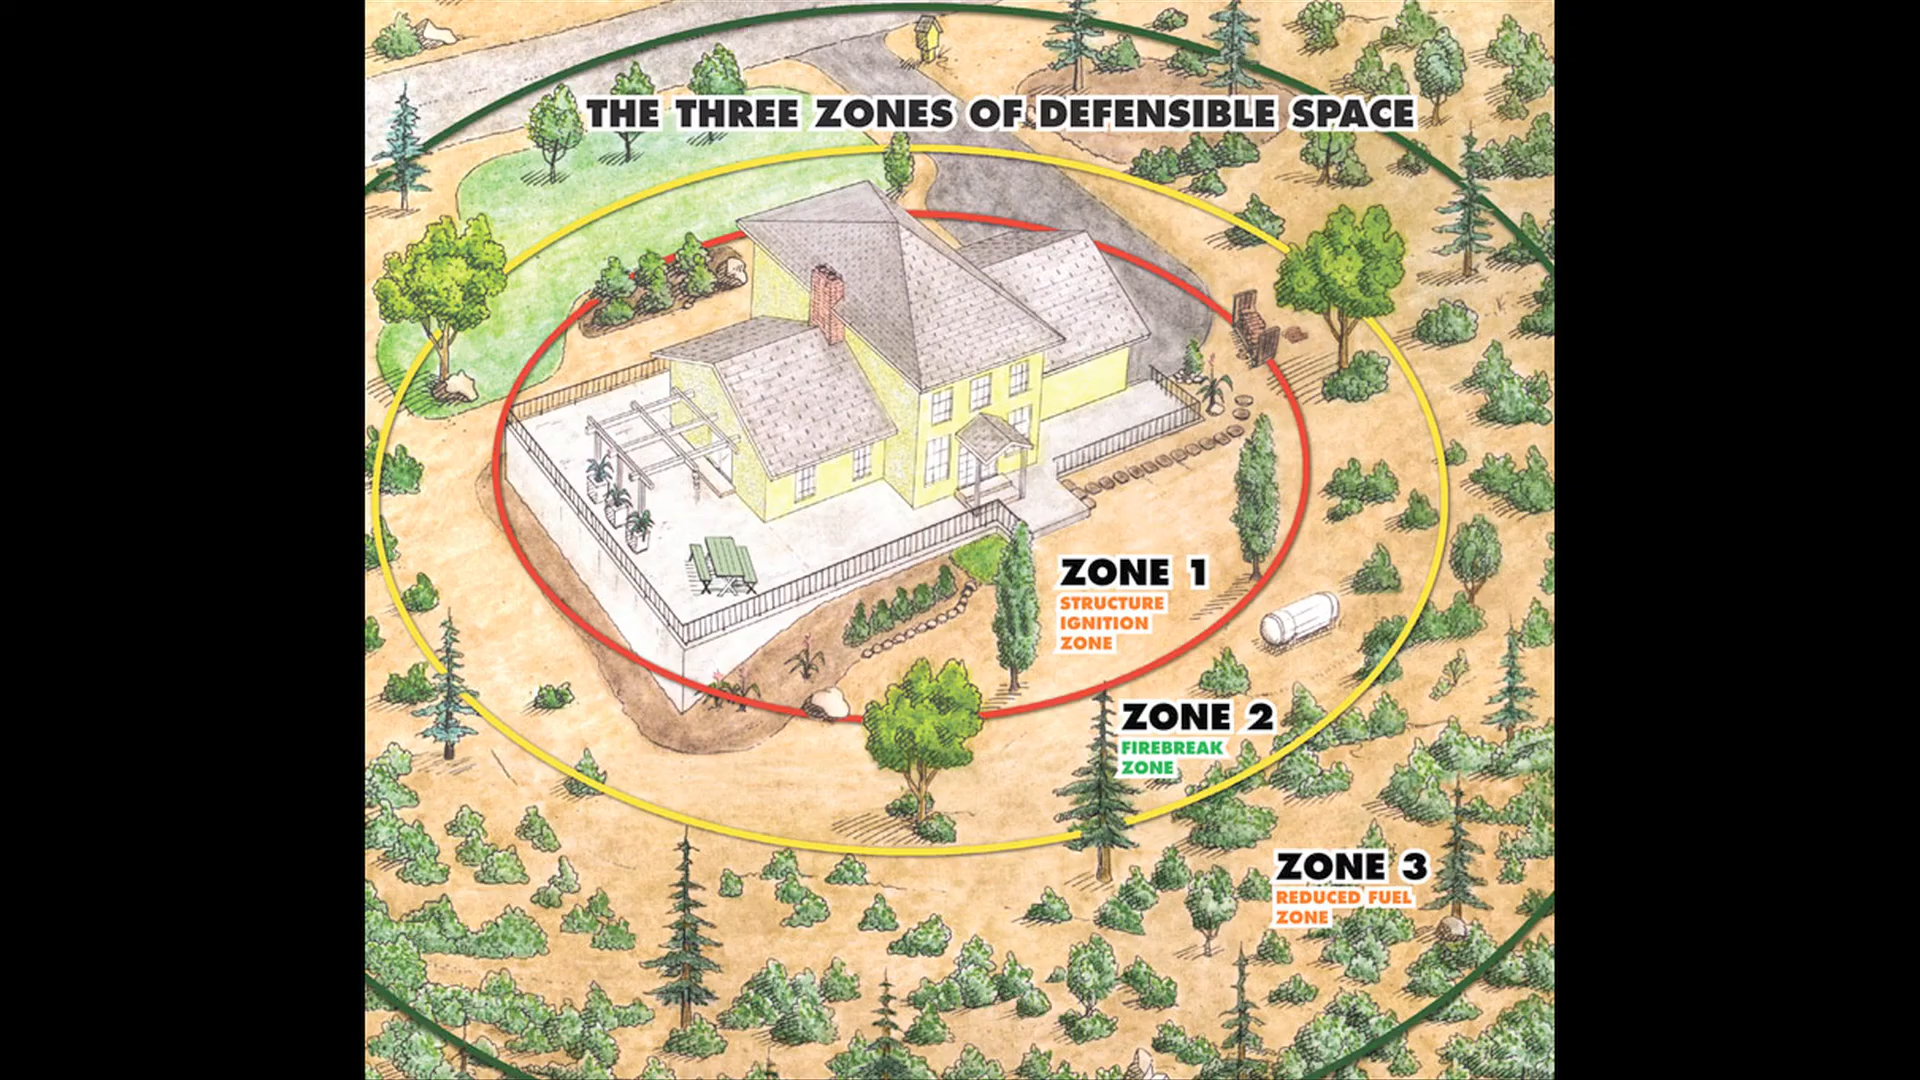 THE THREE ZONES OF DEFENSIBLE SPACE
ZONE 1
STRUCTURE
IGNITION
ZONE
ZONE 2
FIREBREAK
ZONE
ZONE 3
REDUCED FUEL
ZONE